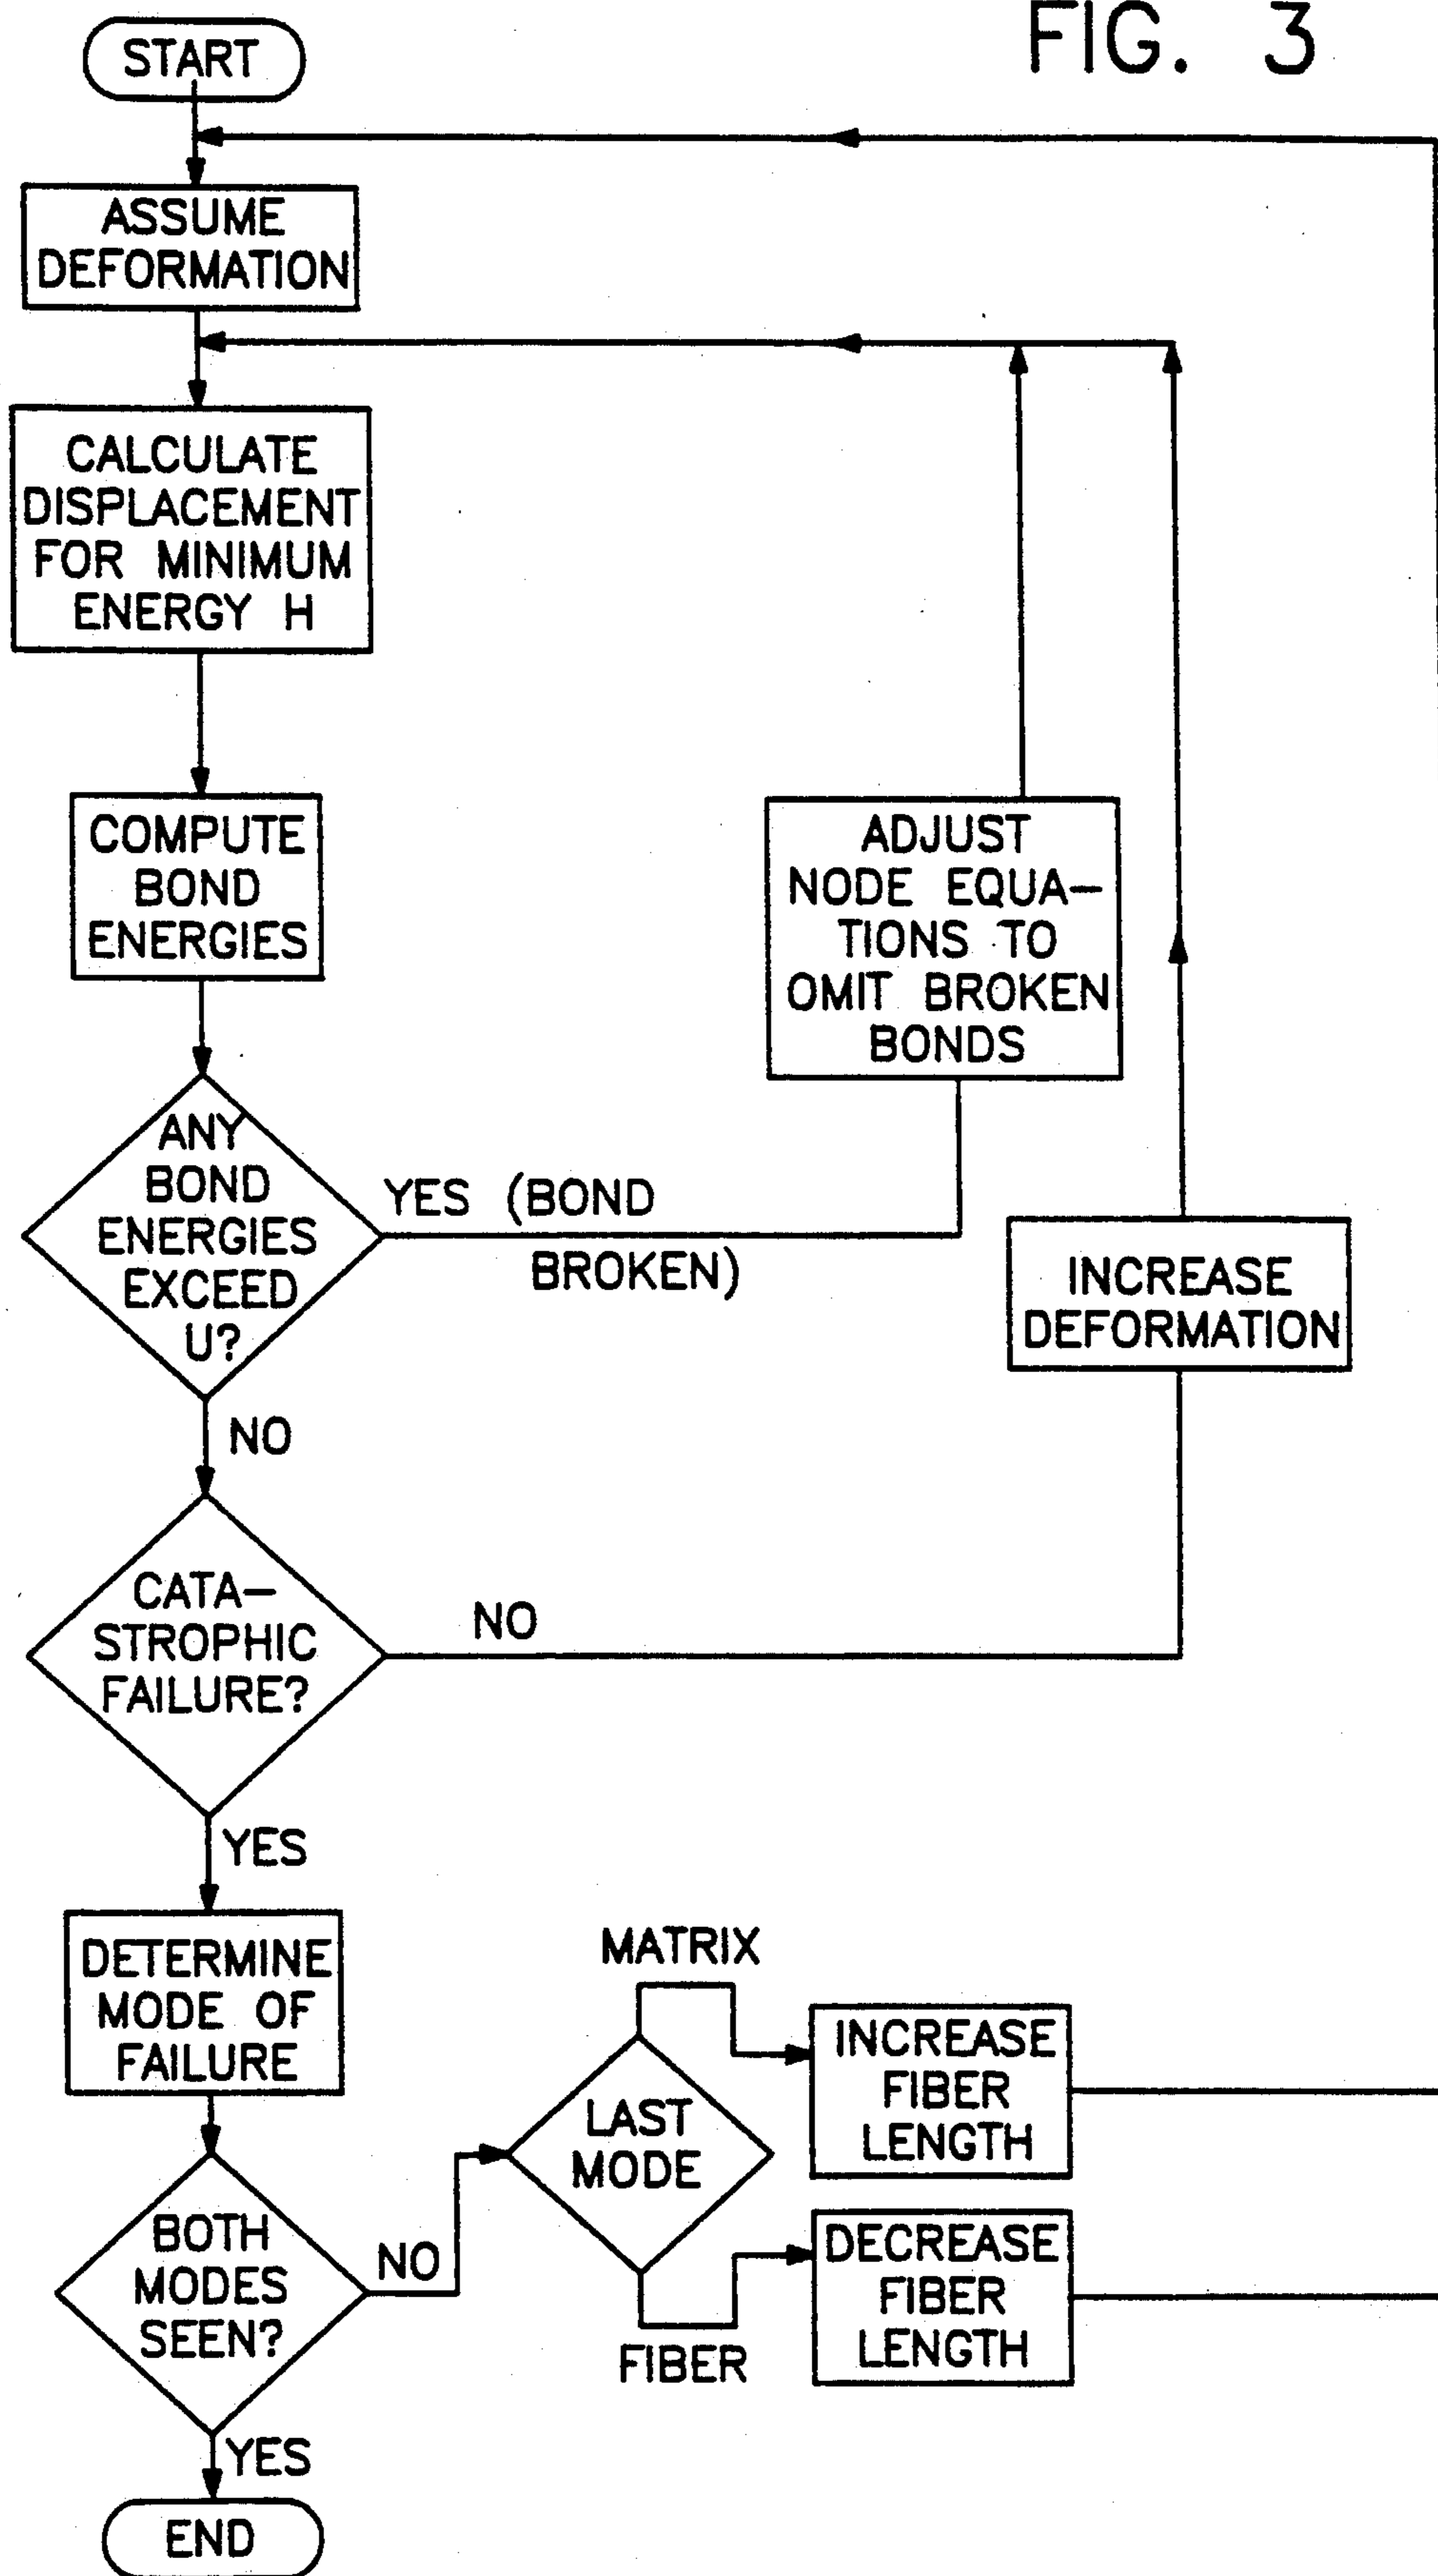 FIG. 3
START
ASSUME
DEFORMATION
CALCULATE
DISPLACEMENT
FOR MINIMUM
ENERGY H
COMPUTE
BOND
ENERGIES
ADJUST
NODE EQUA-
TIONS TO
OMIT BROKEN
BONDS
ANY
BOND
ENERGIES
EXCEED
U?
YES (BOND
BROKEN)
INCREASE
DEFORMATION
NO
CATA-
STROPHIC
FAILURE?
NO
YES
DETERMINE
MODE OF
FAILURE
MATRIX
LAST
MODE
INCREASE
FIBER
LENGTH
BOTH
MODES
SEEN?
NO
FIBER
DECREASE
FIBER
LENGTH
YES
END